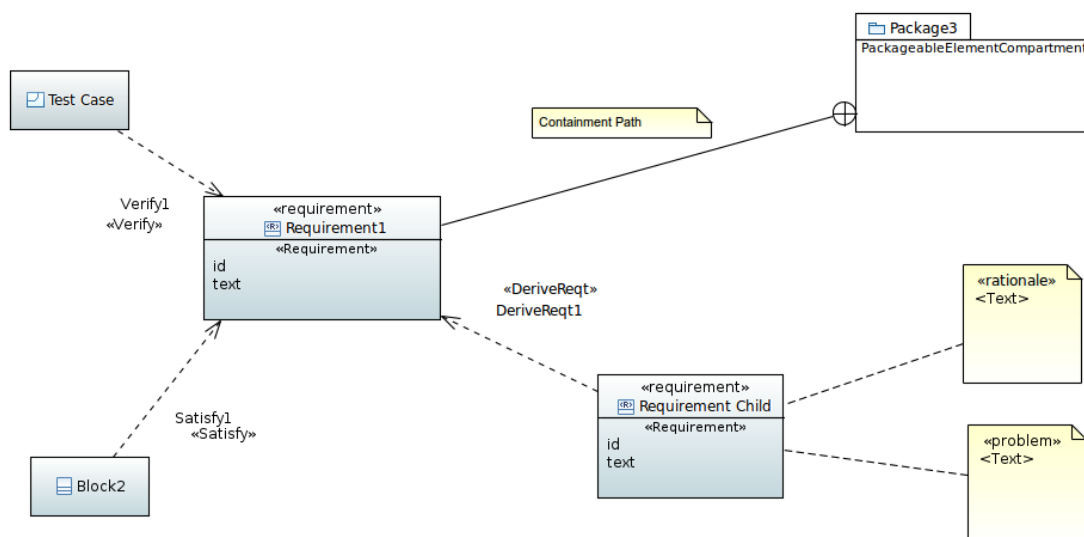 Package3
PackageableElementCompartment
Test Case
Containment Path
Verify1
«Verify»
«requirement»
Requirement1
«Requirement»
id
text
«DeriveReqt»
DeriveReqt1
«rationale»
<Text>
Satisfy1
«Satisfy»
«requirement»
Requirement Child
«Requirement»
id
text
«problem»
<Text>
Block2